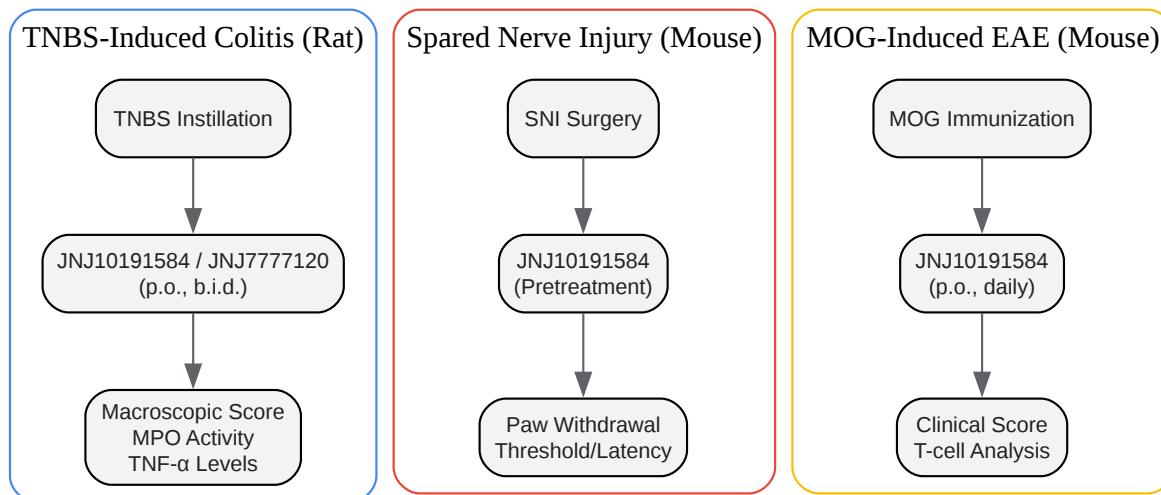 TNBS-Induced Colitis (Rat)
TNBS Instillation
JNJ10191584 / JNJ7777120
(p.o., b.i.d.)
Macroscopic Score
MPO Activity
TNF-α Levels
Spared Nerve Injury (Mouse)
SNI Surgery
JNJ10191584
(Pretreatment)
Paw Withdrawal
Threshold/Latency
MOG-Induced EAE (Mouse)
MOG Immunization
JNJ10191584
(p.o., daily)
Clinical Score
T-cell Analysis